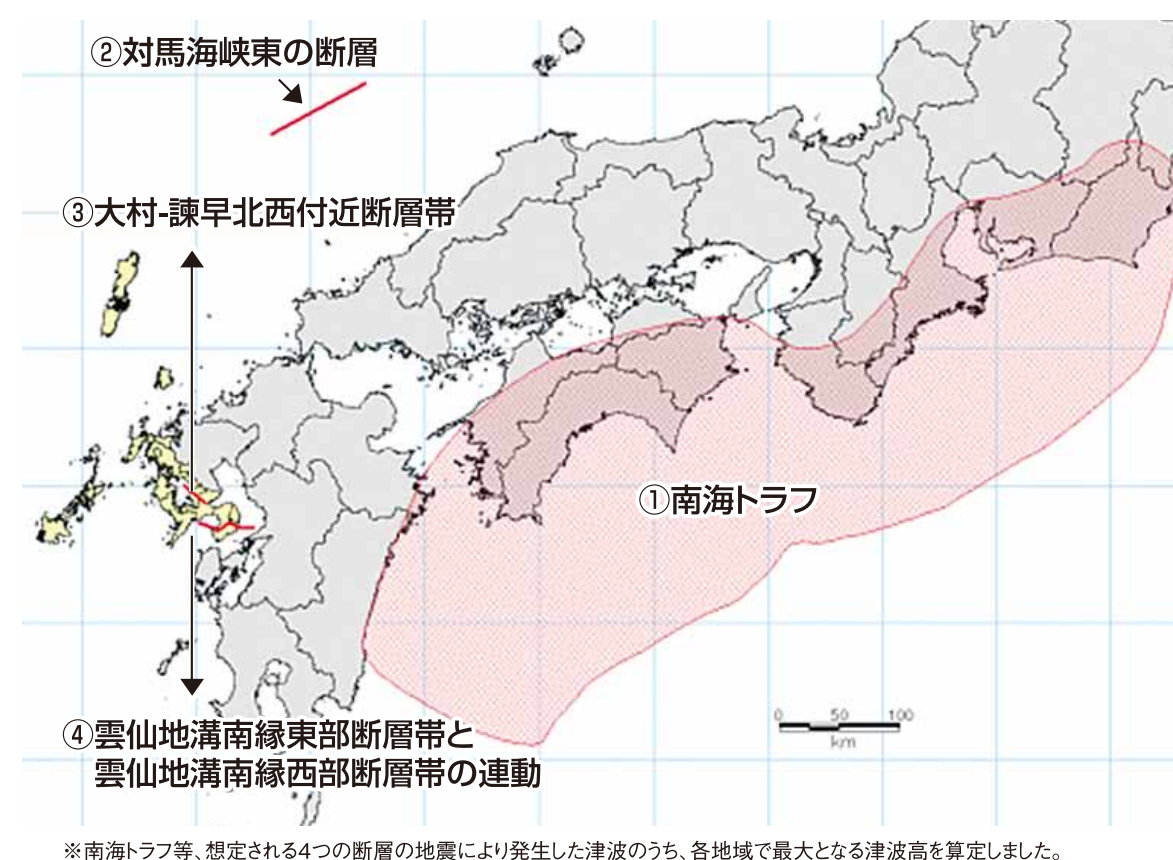 ②対馬海峡東の断層
③大村-諫早北西付近断層帯
①南海トラフ
0 50 100
km
④雲仙地溝南縁東部断層帯と
雲仙地溝南縁西部断層帯の連動
※南海トラフ等、想定される4つの断層の地震により発生した津波のうち、各地域で最大となる津波高を算定しました。